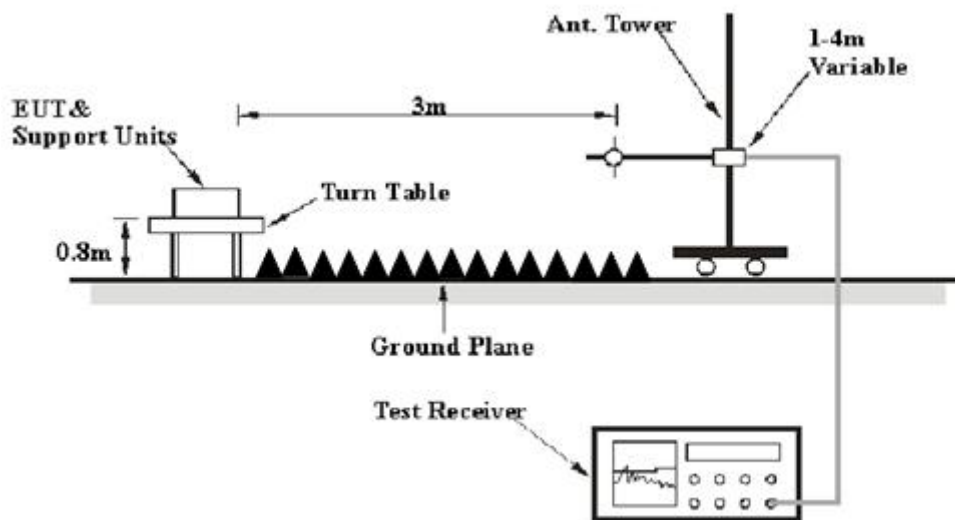 Ant. Tower
1-4m
Variable
3m
EUT&
Support Units
Turn Table
0.8m
Ground Plane
Test Receiver